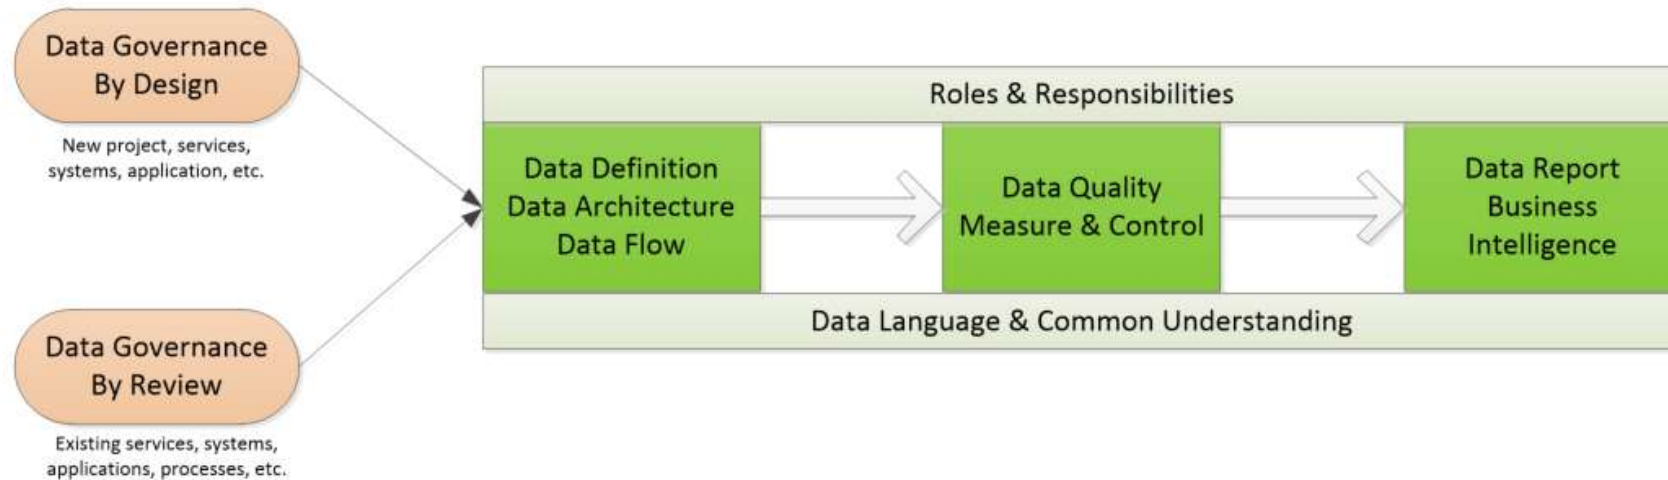 Data Governance
By Design
New project, services,
systems, application, etc.
Data Governance
By Review
Existing services, systems,
applications, processes, etc.
Roles & Responsibilities
Data Definition
Data Architecture
Data Flow
Data Quality
Measure & Control
Data Report
Business
Intelligence
Data Language & Common Understanding